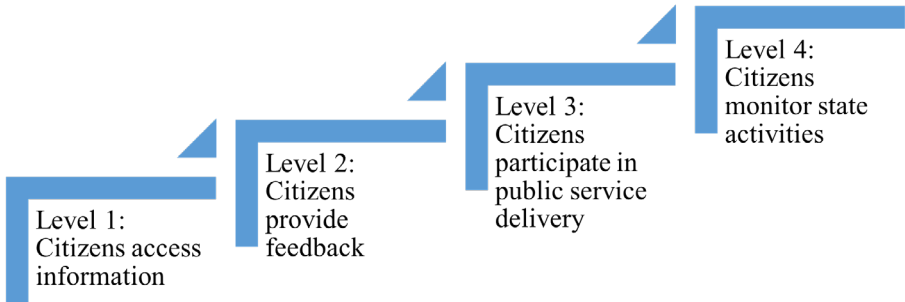 Level 1:
Citizens access
information
Level 2:
Citizens
provide
feedback
Level 3:
Citizens
participate in
public service
delivery
Level 4:
Citizens
monitor state
activities